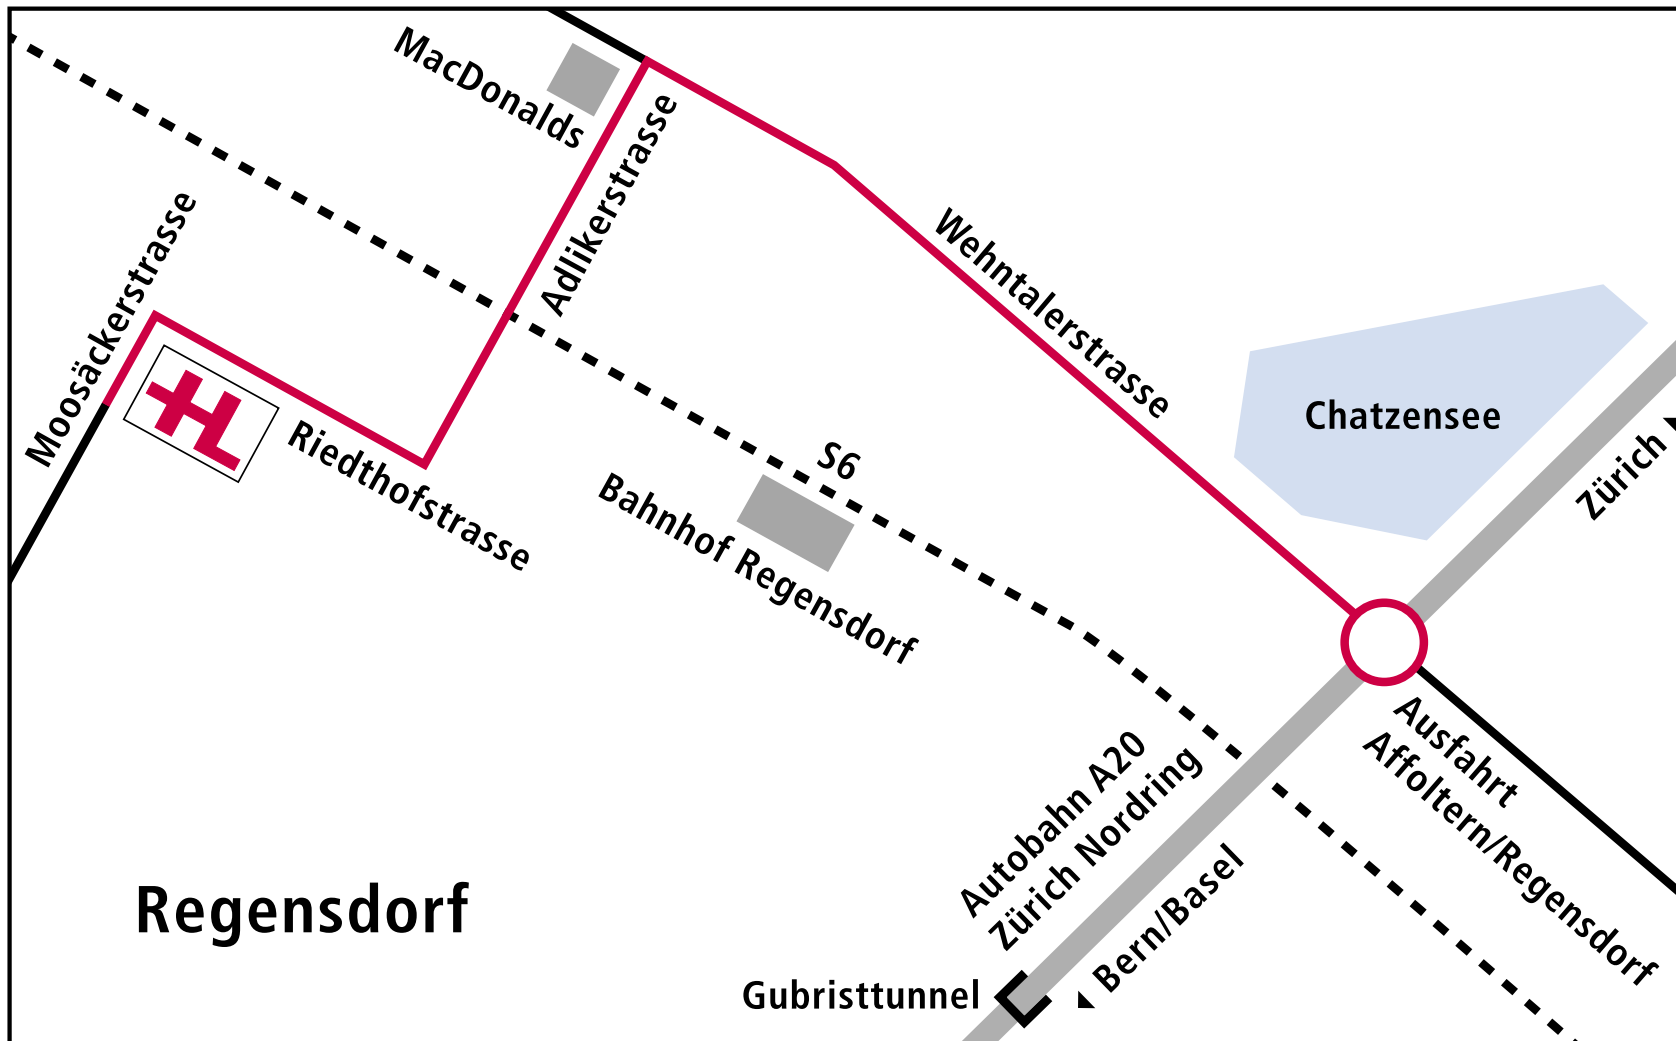 MacDonalds
Adlikerstrasse
Moosäckerstrasse
Wehntalerstrasse
HL
Riedthofstrasse
Chatzensee
S6
Bahnhof Regensdorf
Zürich
Ausfahrt
Affoltern/Regensdorf
Autobahn A20
Zürich Nordring
Bern/Basel
Regensdorf
Gubristtunnel